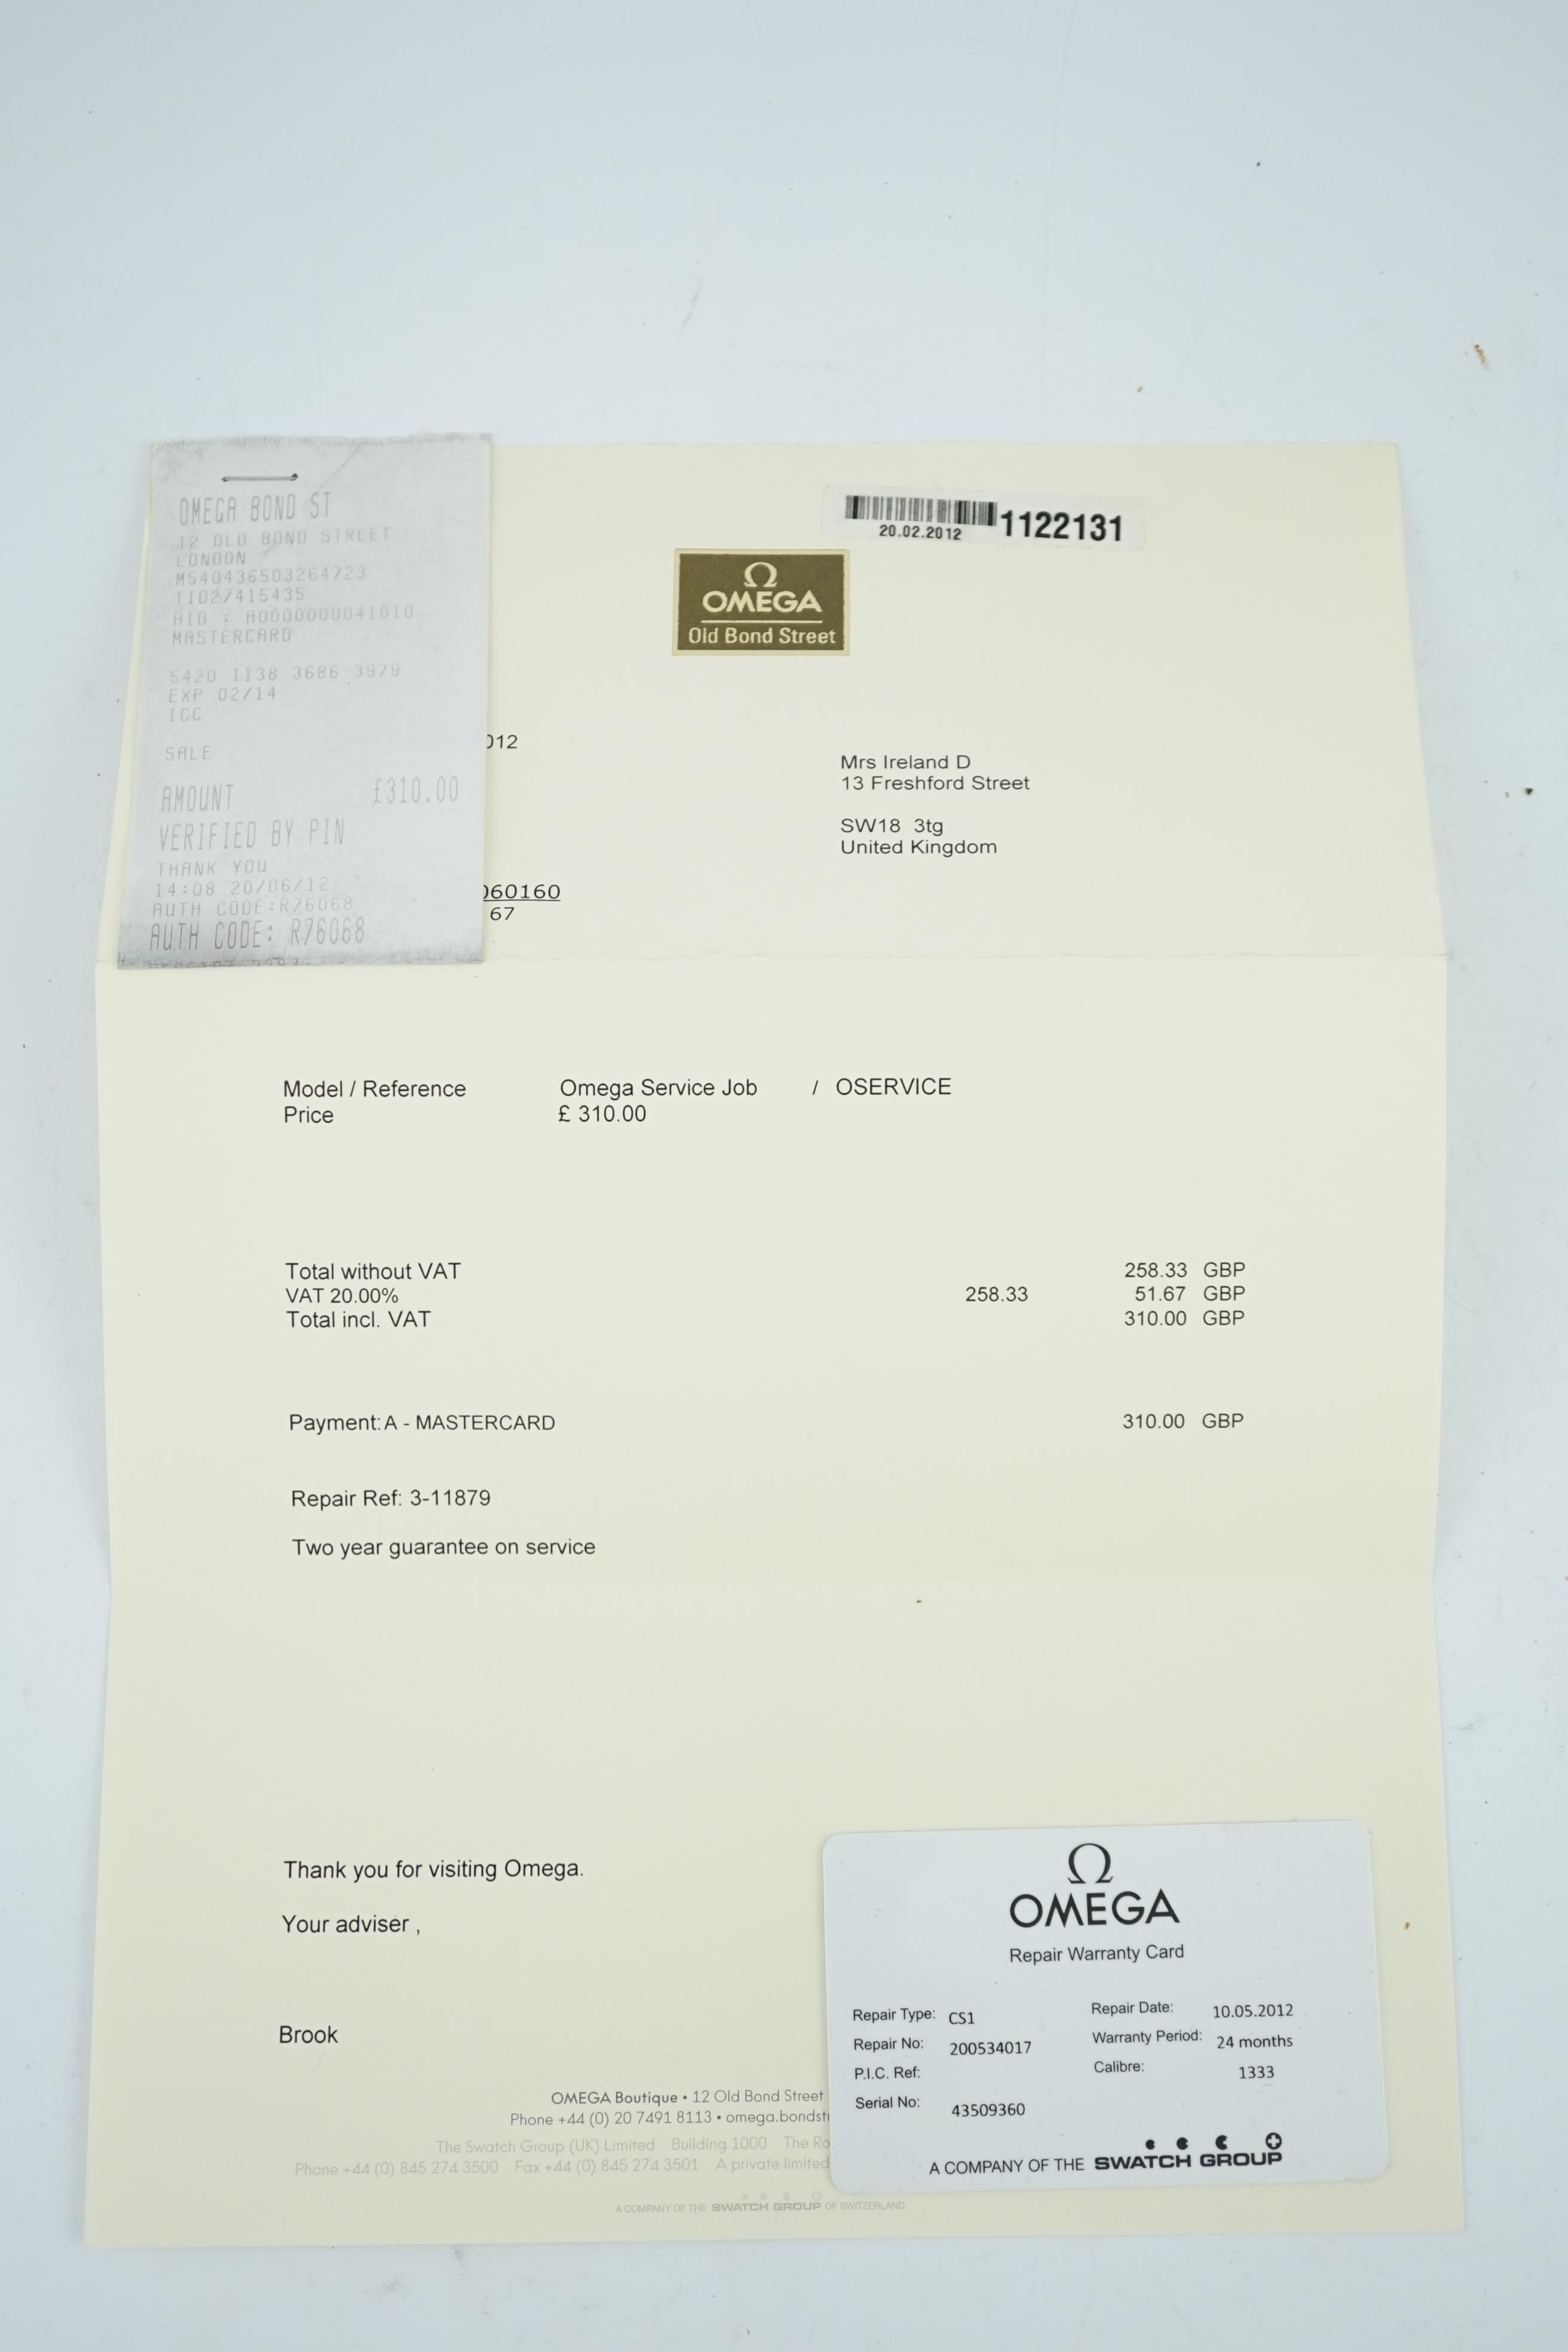 OMEGA BOND ST
12 OLD BOND STREET
LONDON
M540436503264723
TID27415435
AID : A0000000041010
MASTERCARD
5420 1138 3686 3979
EXP 02/14
ICC
SALE
AMOUNT £310.00
VERIFIED BY PIN
THANK YOU
14:08 20/06/12
AUTH CODE:R76068
AUTH CODE: R76068
20.02.2012 1122131
Ω
OMEGA
Old Bond Street
012
Mrs Ireland D
13 Freshford Street
SW18 3tg
United Kingdom
060160
67
Model / Reference Omega Service Job / OSERVICE
Price £ 310.00
Total without VAT 258.33 GBP
VAT 20.00% 258.33 51.67 GBP
Total incl. VAT 310.00 GBP
Payment: A - MASTERCARD 310.00 GBP
Repair Ref: 3-11879
Two year guarantee on service
Thank you for visiting Omega.
Your adviser ,
Brook
OMEGA Boutique • 12 Old Bond Street
Phone +44 (0) 20 7491 8113 • omega.bondst
The Swatch Group (UK) Limited Building 1000 The Ro
Phone +44 (0) 845 274 3500 Fax +44 (0) 845 274 3501 A private limited
A COMPANY OF THE SWATCH GROUP OF SWITZERLAND
Ω
OMEGA
Repair Warranty Card
Repair Type: CS1 Repair Date: 10.05.2012
Repair No: 200534017 Warranty Period: 24 months
P.I.C. Ref: Calibre: 1333
Serial No: 43509360
A COMPANY OF THE SWATCH GROUP